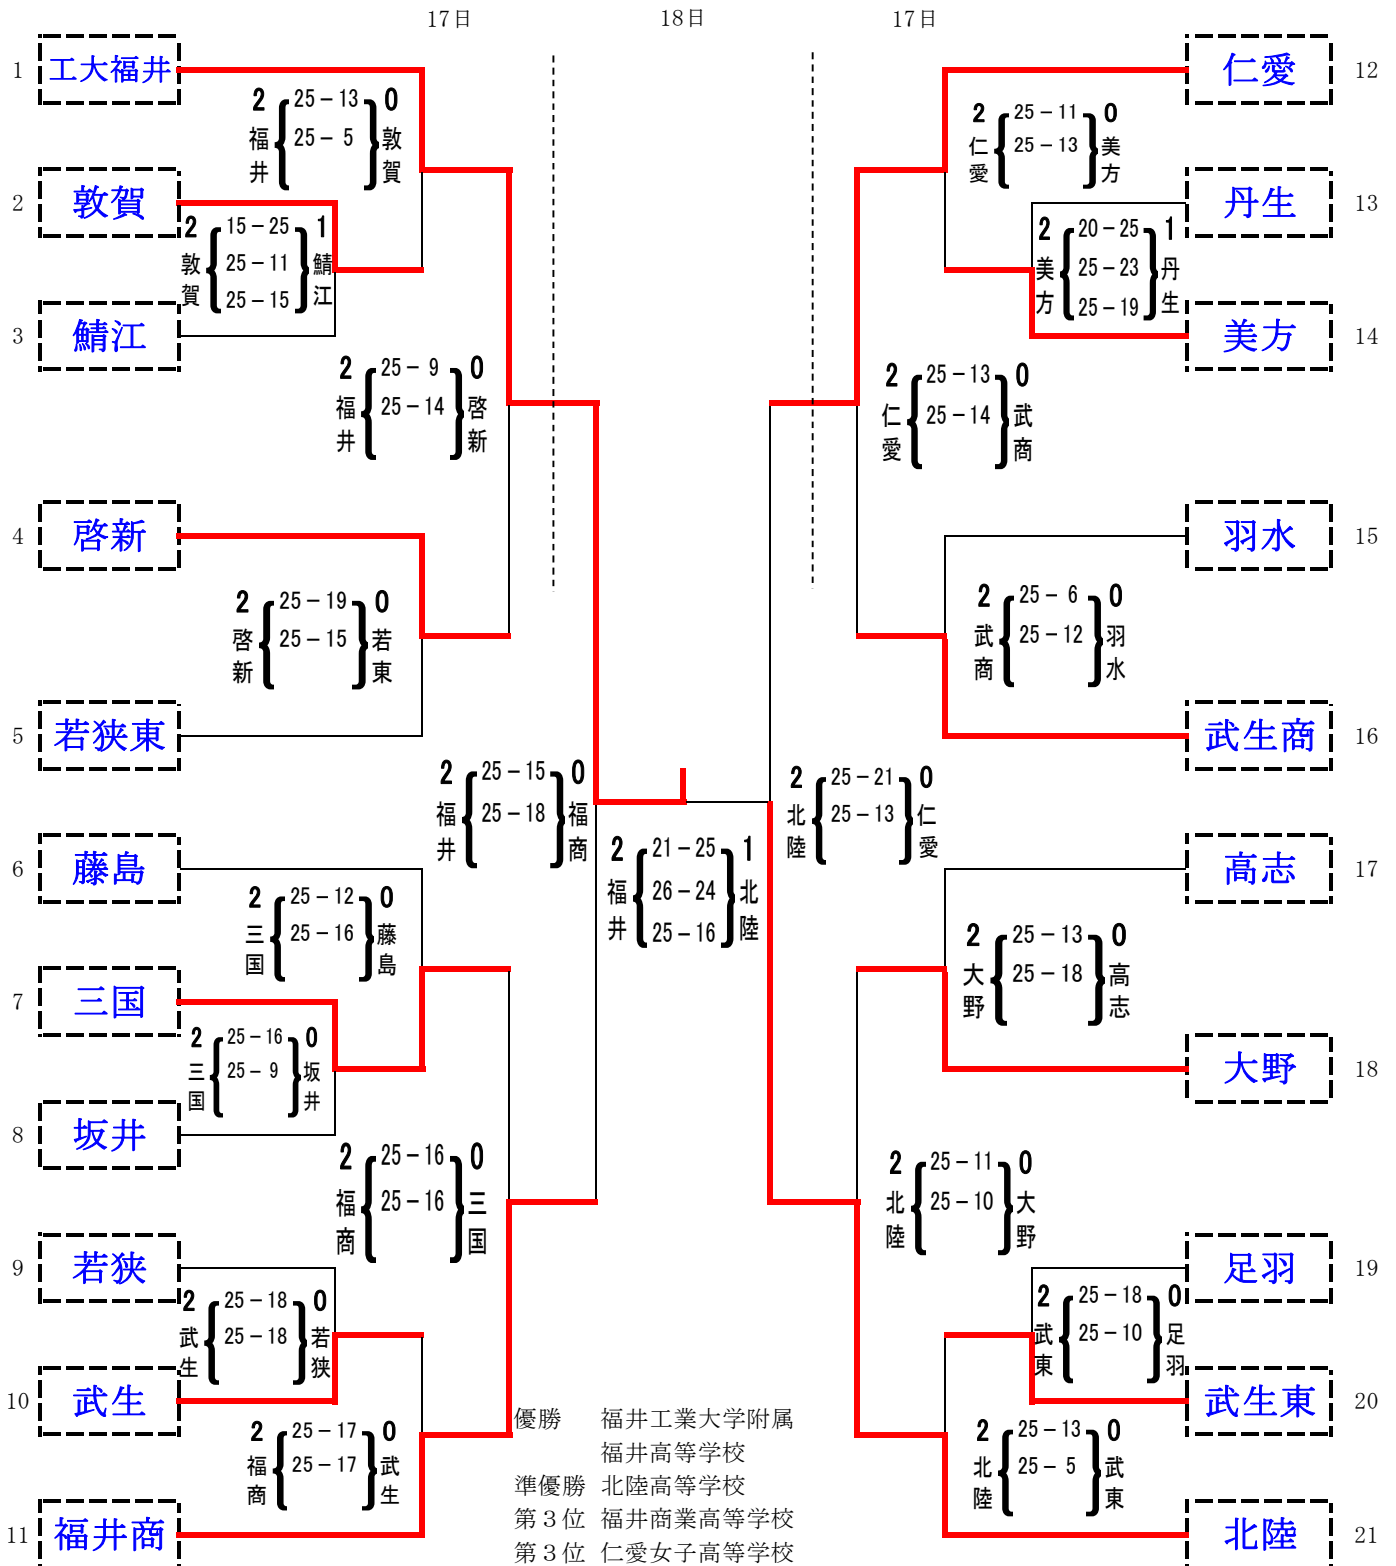 17日
18日
17日
1
工大福井
2
敦賀
3
鯖江
4
啓新
5
若狭東
6
藤島
7
三国
8
坂井
9
若狭
10
武生
11
福井商
仁愛
12
丹生
13
美方
14
羽水
15
武生商
16
高志
17
大野
18
足羽
19
武生東
20
北陸
21
2 福井 { 25－13 } 0 敦賀
25－ 5
2 敦賀 { 15－25 } 1 鯖江
25－11
25－15
2 福井 { 25－ 9 } 0 啓新
25－14
2 啓新 { 25－19 } 0 若東
25－15
2 福井 { 25－15 } 0 福商
25－18
2 三国 { 25－12 } 0 藤島
25－16
2 三国 { 25－16 } 0 坂井
25－ 9
2 福商 { 25－16 } 0 三国
25－16
2 武生 { 25－18 } 0 若狭
25－18
2 福商 { 25－17 } 0 武生
25－17
2 福井 { 21－25 } 1 北陸
26－24
25－16
2 仁愛 { 25－11 } 0 美方
25－13
2 美方 { 20－25 } 1 丹生
25－23
25－19
2 仁愛 { 25－13 } 0 武商
25－14
2 武商 { 25－ 6 } 0 羽水
25－12
2 北陸 { 25－21 } 0 仁愛
25－13
2 大野 { 25－13 } 0 高志
25－18
2 北陸 { 25－11 } 0 大野
25－10
2 武東 { 25－18 } 0 足羽
25－10
2 北陸 { 25－13 } 0 武東
25－ 5
優勝 福井工業大学附属
福井高等学校
準優勝 北陸高等学校
第３位 福井商業高等学校
第３位 仁愛女子高等学校